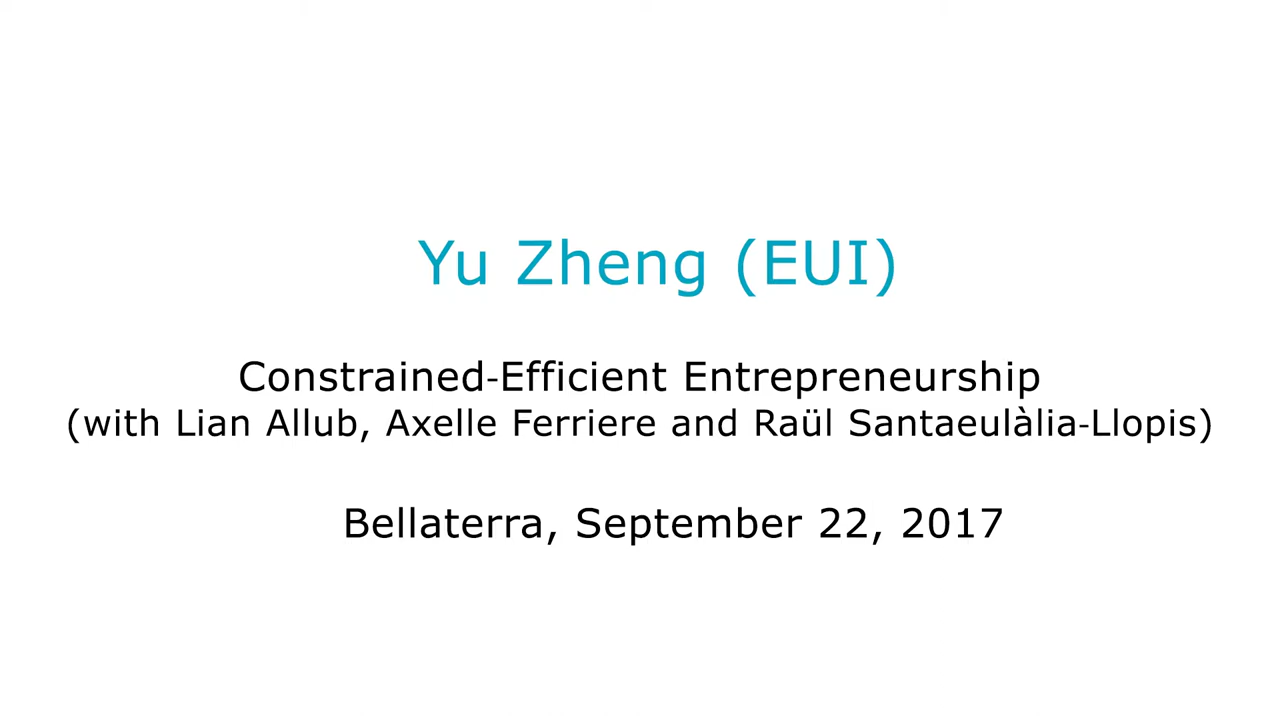 Yu Zheng (EUI)
Constrained-Efficient Entrepreneurship
(with Lian Allub, Axelle Ferriere and Raül Santaeulàlia-Llopis)
Bellaterra, September 22, 2017